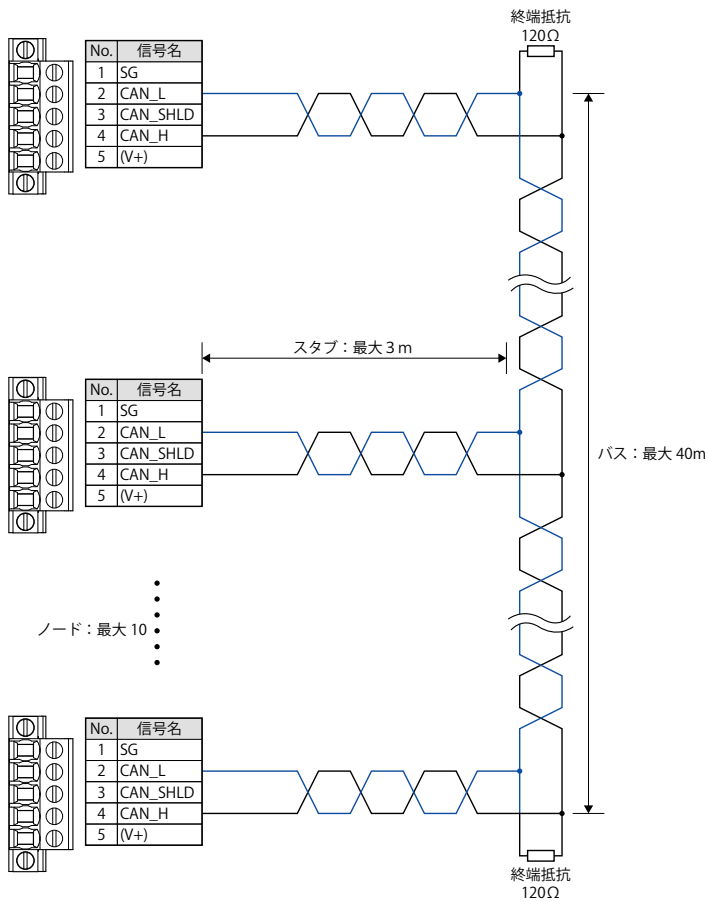 終端抵抗
120Ω
No. 信号名
1 SG
2 CAN_L
3 CAN_SHLD
4 CAN_H
5 (V+)
スタブ：最大 3 m
No. 信号名
1 SG
2 CAN_L
3 CAN_SHLD
4 CAN_H
5 (V+)
バス：最大 40m
ノード：最大 10
No. 信号名
1 SG
2 CAN_L
3 CAN_SHLD
4 CAN_H
5 (V+)
終端抵抗
120Ω